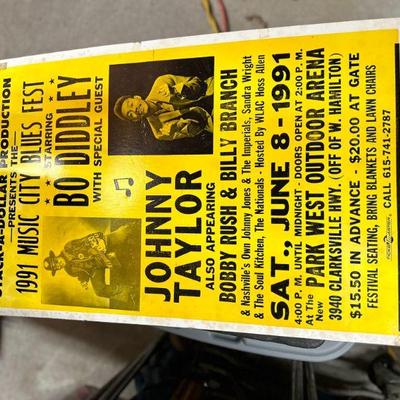 STACK-A-DOLLAR PRODUCTION
-PRESENTS THE-
1991 MUSIC CITY BLUES FEST
STARRING
BO DIDDLEY
WITH SPECIAL GUEST
JOHNNY
TAYLOR
ALSO APPEARING
BOBBY RUSH & BILLY BRANCH
& Nashville's Own Johnny Jones & The Imperials, Sandra Wright
& The Soul Kitchen, The Nationals - Hosted By WLAC Hoss Allen
SAT., JUNE 8 - 1991
4:00 P.M. UNTIL MIDNIGHT - DOORS OPEN AT 2:00 P.M.
At The New PARK WEST OUTDOOR ARENA
3940 CLARKSVILLE HWY. (OFF OF W. HAMILTON)
$15.50 IN ADVANCE - $20.00 AT GATE
FESTIVAL SEATING, BRING BLANKETS AND LAWN CHAIRS
CALL 615-741-2787